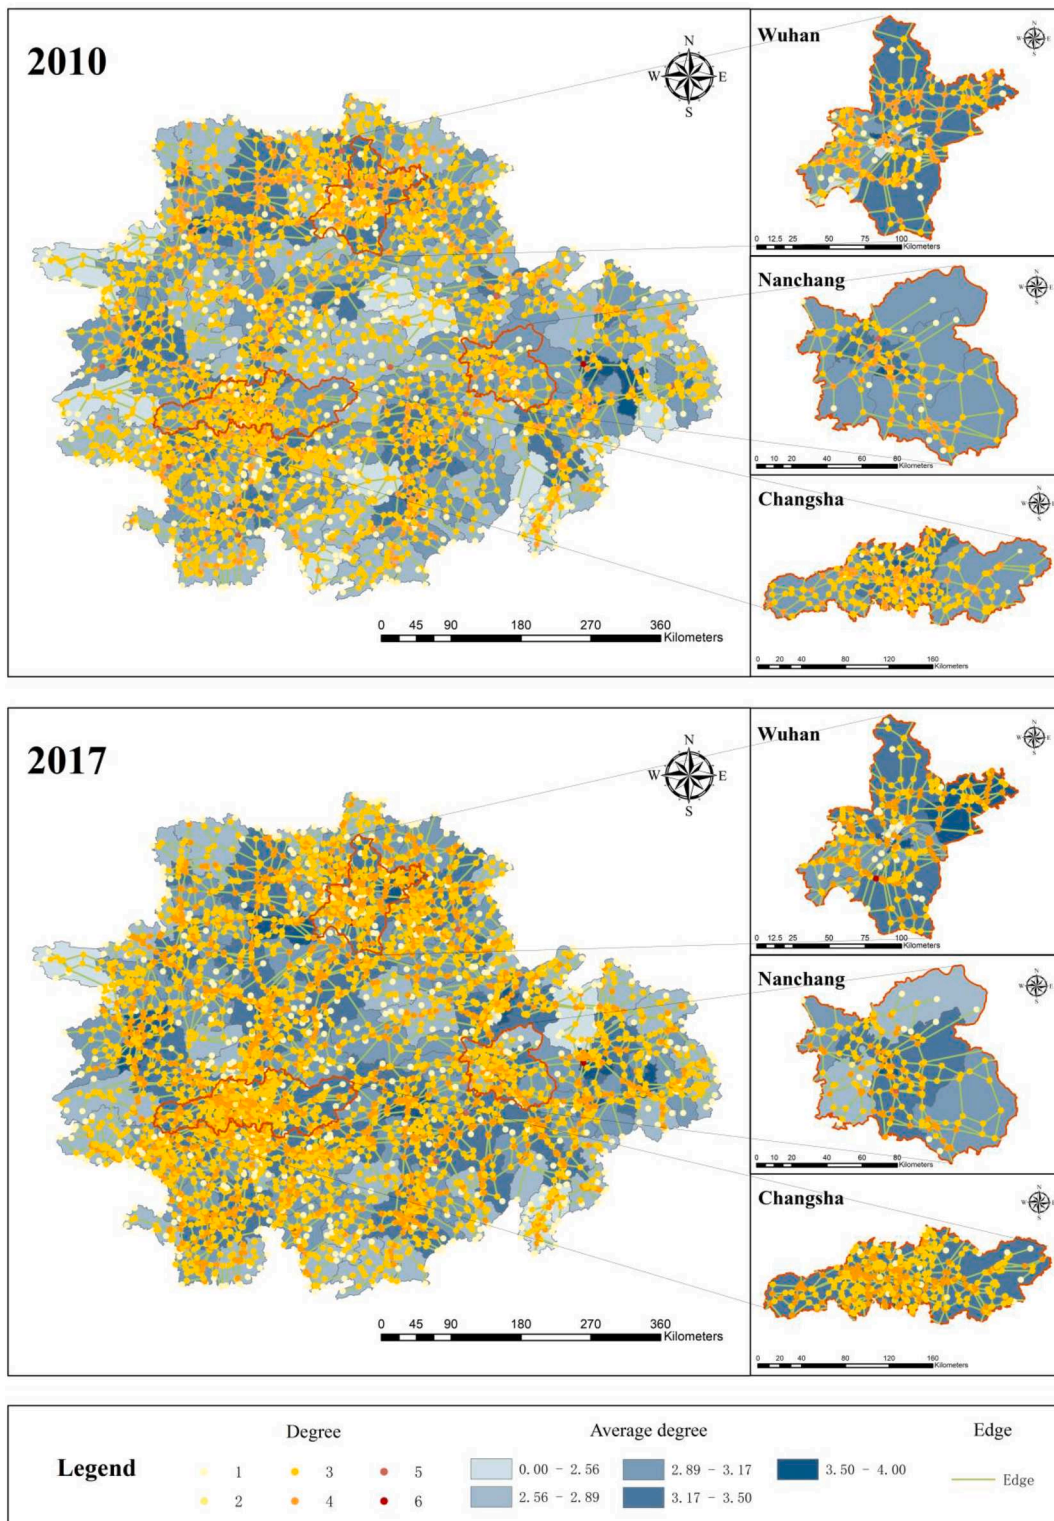 2010
N
W E
S
0 45 90 180 270 360
Kilometers
Wuhan
N
W E
S
0 12.5 25 50 75 100
Kilometers
Nanchang
N
W E
S
0 10 20 40 60 80
Kilometers
Changsha
N
W
S
0 20 40 80 120 160
Kilometers
2017
N
W E
S
0 45 90 180 270 360
Kilometers
Wuhan
N
W E
S
0 12.5 25 50 75 100
Kilometers
Nanchang
N
W E
S
0 10 20 40 60 80
Kilometers
Changsha
N
W
S
0 20 40 80 120 160
Kilometers
Legend
Degree
1 3 5
2 4 6
Average degree
0.00 - 2.56 2.89 - 3.17 3.50 - 4.00
2.56 - 2.89 3.17 - 3.50
Edge
Edge